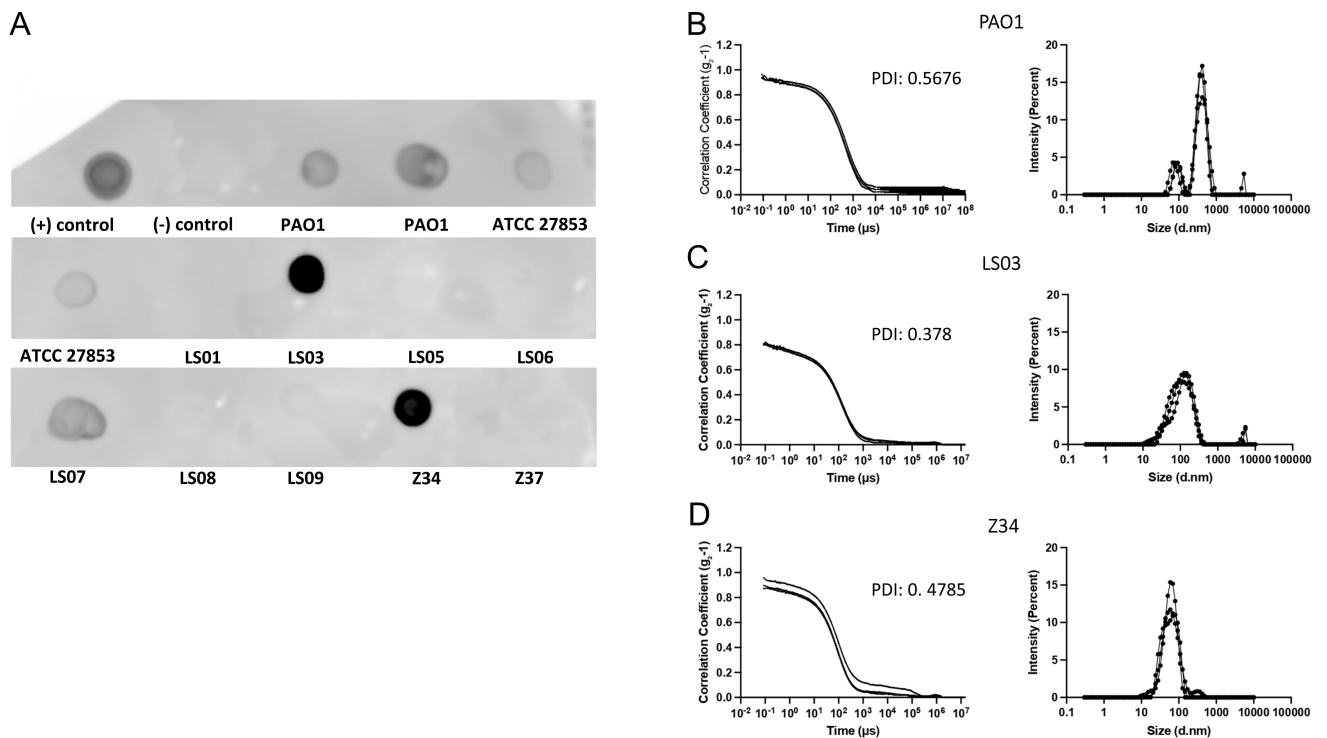 A
(+) control (-) control PAO1 PAO1 ATCC 27853
ATCC 27853 LS01 LS03 LS05 LS06
LS07 LS08 LS09 Z34 Z37
B
PAO1
Correlation Coefficient (g₂-1)
1.2
1.0
0.8
0.6
0.4
0.2
0.0
PDI: 0.5676
10⁻² 10⁻¹ 10⁰ 10¹ 10² 10³ 10⁴ 10⁵ 10⁶ 10⁷ 10⁸
Time (µs)
Intensity (Percent)
20
15
10
5
0
0.1 1 10 100 1000 10000 100000
Size (d.nm)
C
LS03
Correlation Coefficient (g₂-1)
1.2
1.0
0.8
0.6
0.4
0.2
0.0
PDI: 0.378
10⁻² 10⁻¹ 10⁰ 10¹ 10² 10³ 10⁴ 10⁵ 10⁶ 10⁷
Time (µs)
Intensity (Percent)
20
15
10
5
0
0.1 1 10 100 1000 10000 100000
Size (d.nm)
D
Z34
Correlation Coefficient (g₂-1)
1.2
1.0
0.8
0.6
0.4
0.2
0.0
PDI: 0. 4785
10⁻² 10⁻¹ 10⁰ 10¹ 10² 10³ 10⁴ 10⁵ 10⁶ 10⁷
Time (µs)
Intensity (Percent)
20
15
10
5
0
0.1 1 10 100 1000 10000 100000
Size (d.nm)